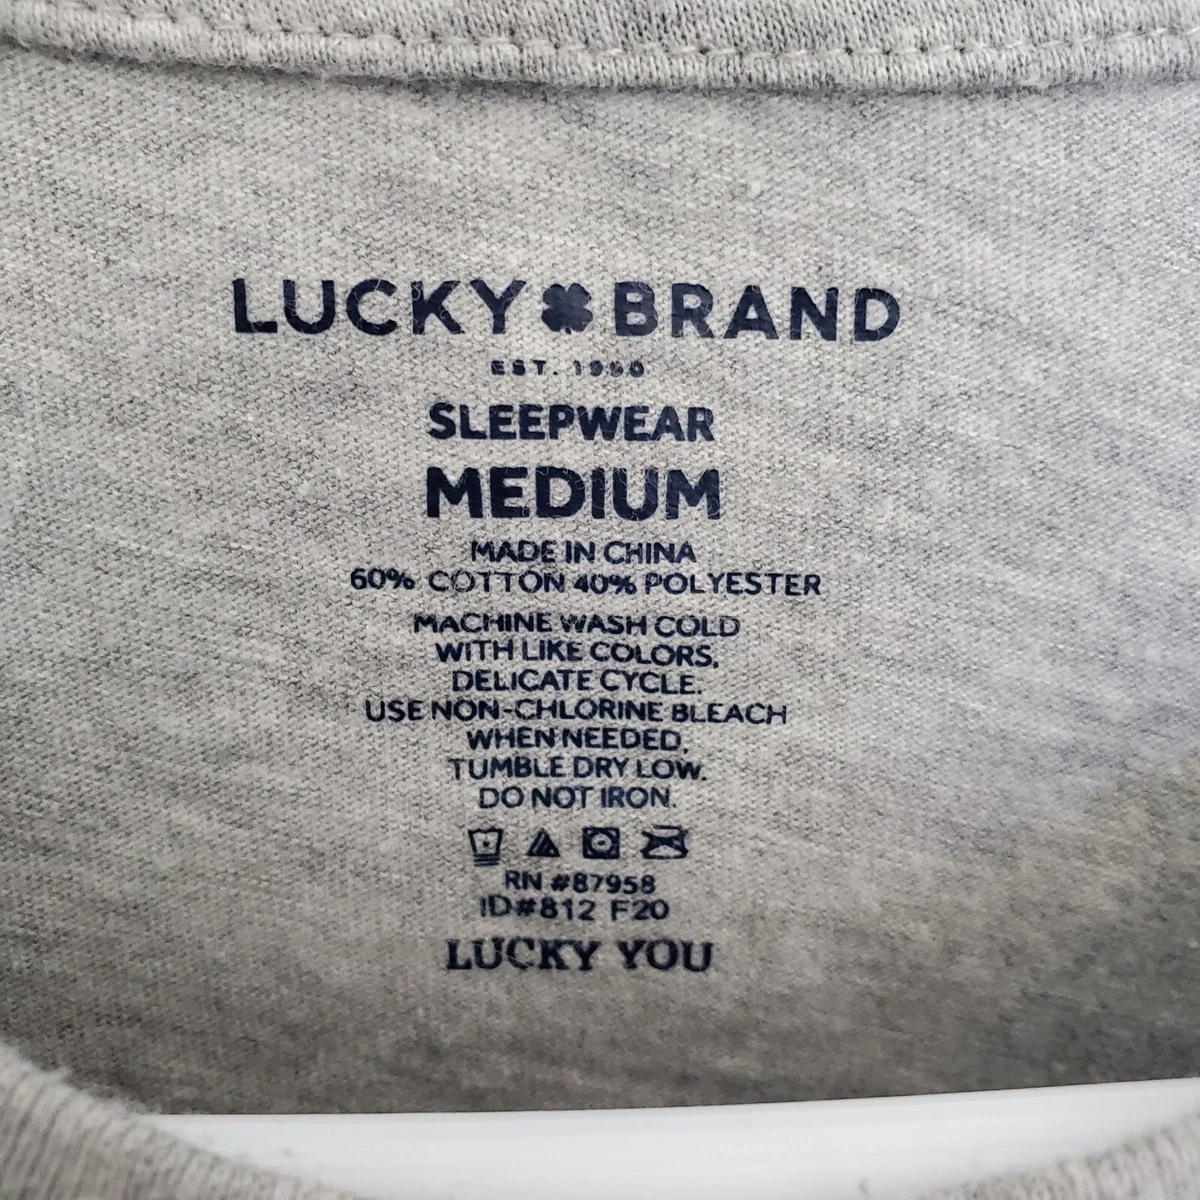 LUCKY BRAND
EST. 1990
SLEEPWEAR
MEDIUM
MADE IN CHINA
60% COTTON 40% POLYESTER
MACHINE WASH COLD
WITH LIKE COLORS,
DELICATE CYCLE.
USE NON-CHLORINE BLEACH
WHEN NEEDED,
TUMBLE DRY LOW.
DO NOT IRON.
RN #87958
ID#812 F20
LUCKY YOU